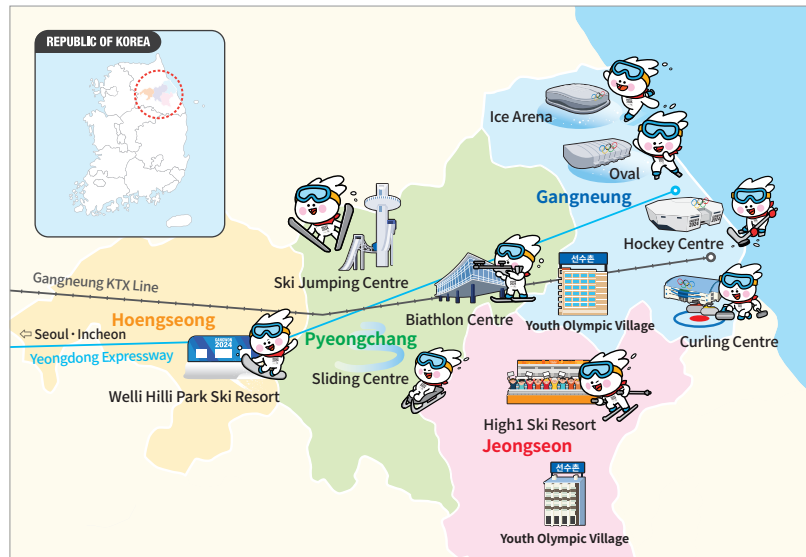 REPUBLIC OF KOREA
Ice Arena
Oval
Gangneung
Hockey Centre
Ski Jumping Centre
Gangneung KTX Line
선수촌
Biathlon Centre
Youth Olympic Village
Hoengseong
Seoul · Incheon
Yeongdong Expressway
GANGWON
2024
Pyeongchang
Curling Centre
Sliding Centre
Welli Hilli Park Ski Resort
High1 Ski Resort
Jeongseon
선수촌
Youth Olympic Village